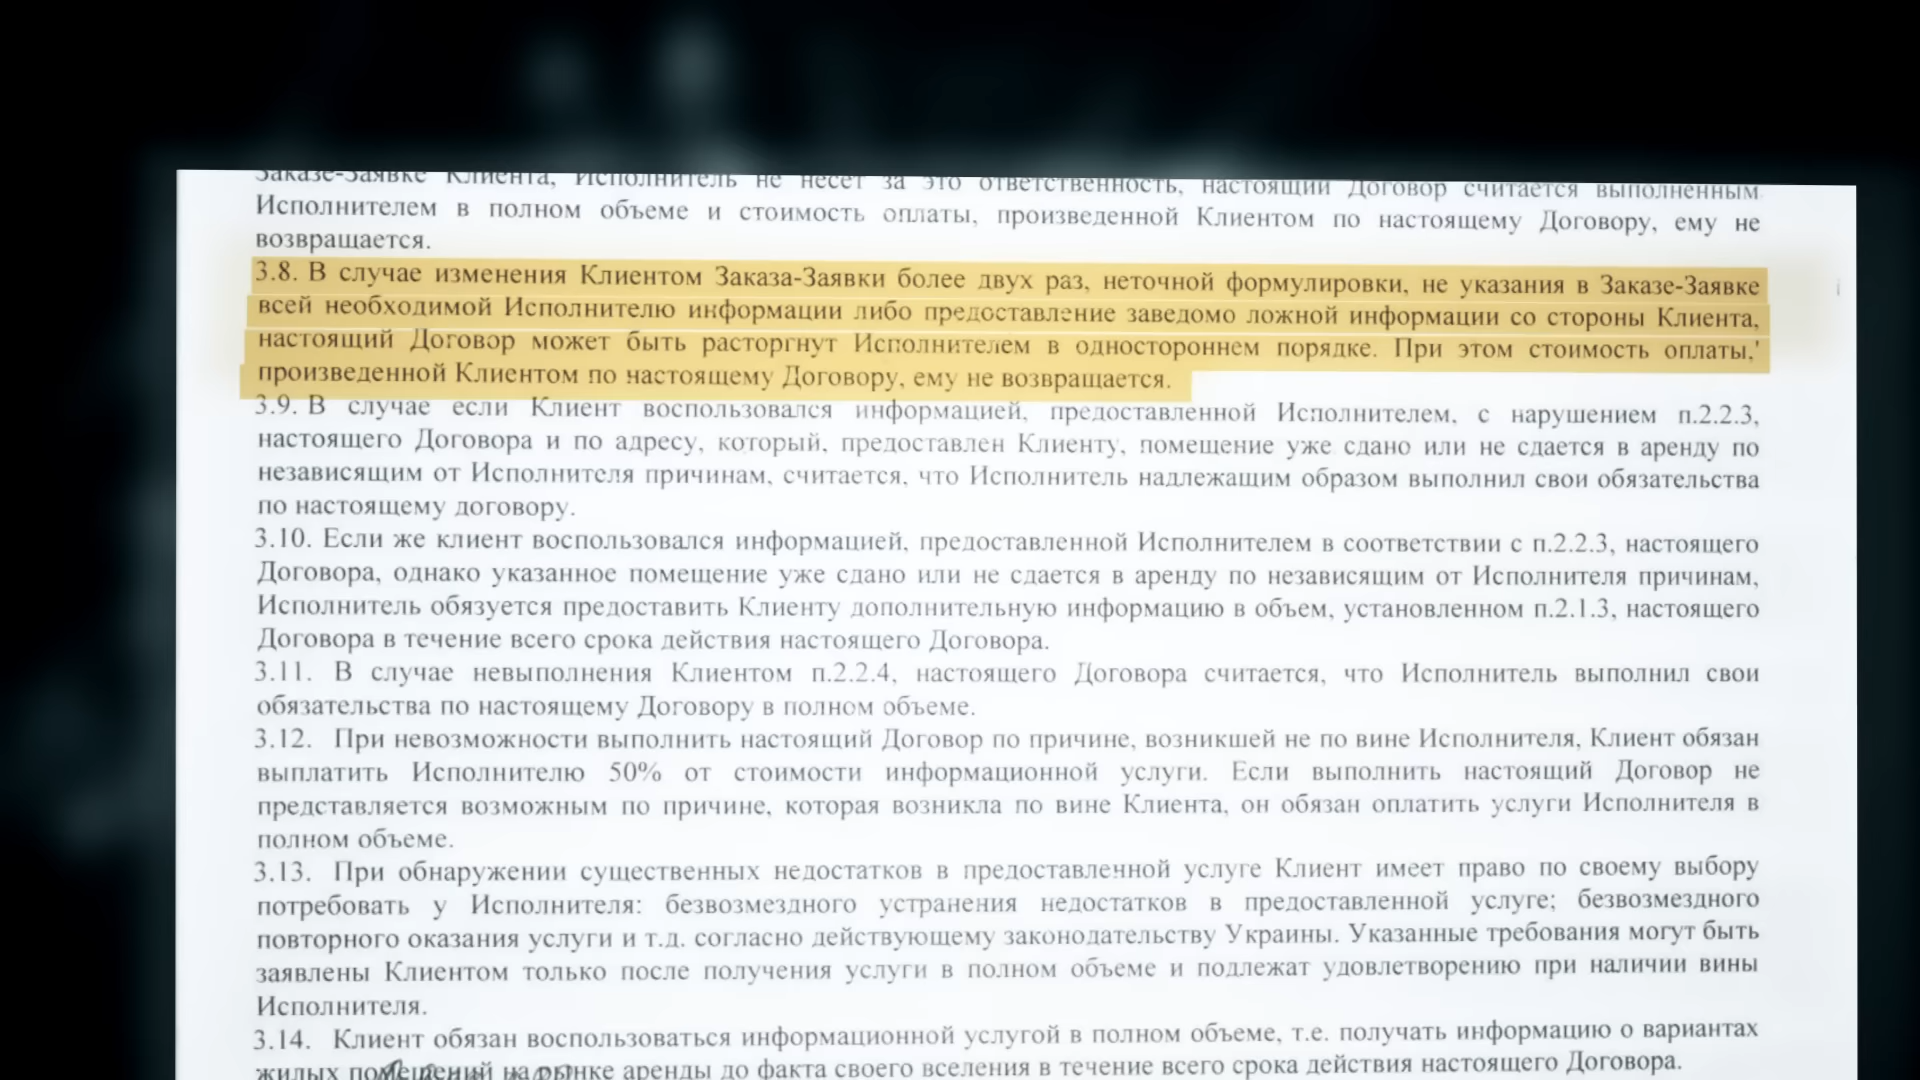 Заказе-Заявке Клиента, Исполнитель не несет за это ответственность, настоящий Договор считается выполненным
Исполнителем в полном объеме и стоимость оплаты, произведенной Клиентом по настоящему Договору, ему не
возвращается.
3.8. В случае изменения Клиентом Заказа-Заявки более двух раз, неточной формулировки, не указания в Заказе-Заявке
всей необходимой Исполнителю информации либо предоставление заведомо ложной информации со стороны Клиента,
настоящий Договор может быть расторгнут Исполнителем в одностороннем порядке. При этом стоимость оплаты,
произведенной Клиентом по настоящему Договору, ему не возвращается.
3.9. В случае если Клиент воспользовался информацией, предоставленной Исполнителем, с нарушением п.2.2.3,
настоящего Договора и по адресу, который, предоставлен Клиенту, помещение уже сдано или не сдается в аренду по
независящим от Исполнителя причинам, считается, что Исполнитель надлежащим образом выполнил свои обязательства
по настоящему договору.
3.10. Если же клиент воспользовался информацией, предоставленной Исполнителем в соответствии с п.2.2.3, настоящего
Договора, однако указанное помещение уже сдано или не сдается в аренду по независящим от Исполнителя причинам,
Исполнитель обязуется предоставить Клиенту дополнительную информацию в объем, установленном п.2.1.3, настоящего
Договора в течение всего срока действия настоящего Договора.
3.11. В случае невыполнения Клиентом п.2.2.4, настоящего Договора считается, что Исполнитель выполнил свои
обязательства по настоящему Договору в полном объеме.
3.12. При невозможности выполнить настоящий Договор по причине, возникшей не по вине Исполнителя, Клиент обязан
выплатить Исполнителю 50% от стоимости информационной услуги. Если выполнить настоящий Договор не
представляется возможным по причине, которая возникла по вине Клиента, он обязан оплатить услуги Исполнителя в
полном объеме.
3.13. При обнаружении существенных недостатков в предоставленной услуге Клиент имеет право по своему выбору
потребовать у Исполнителя: безвозмездного устранения недостатков в предоставленной услуге; безвозмездного
повторного оказания услуги и т.д. согласно действующему законодательству Украины. Указанные требования могут быть
заявлены Клиентом только после получения услуги в полном объеме и подлежат удовлетворению при наличии вины
Исполнителя.
3.14. Клиент обязан воспользоваться информационной услугой в полном объеме, т.е. получать информацию о вариантах
жилых помещений на рынке аренды до факта своего вселения в течение всего срока действия настоящего Договора.